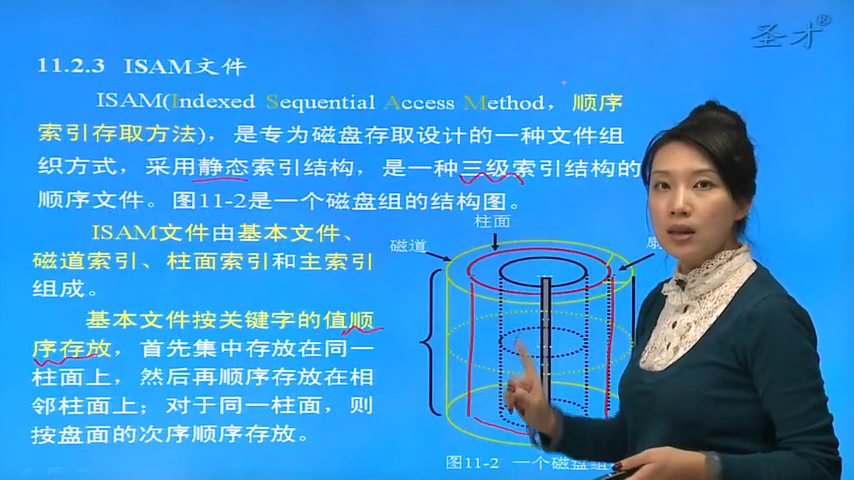 圣才®
11.2.3 ISAM文件
ISAM(Indexed Sequential Access Method，顺序
索引存取方法)，是专为磁盘存取设计的一种文件组
织方式，采用静态索引结构，是一种三级索引结构的
顺序文件。图11-2是一个磁盘组的结构图。
ISAM文件由基本文件、
磁道索引、柱面索引和主索引
组成。
基本文件按关键字的值顺
序存放，首先集中存放在同一
柱面上，然后再顺序存放在相
邻柱面上；对于同一柱面，则
按盘面的次序顺序存放。
柱面
磁道
图11-2 一个磁盘组